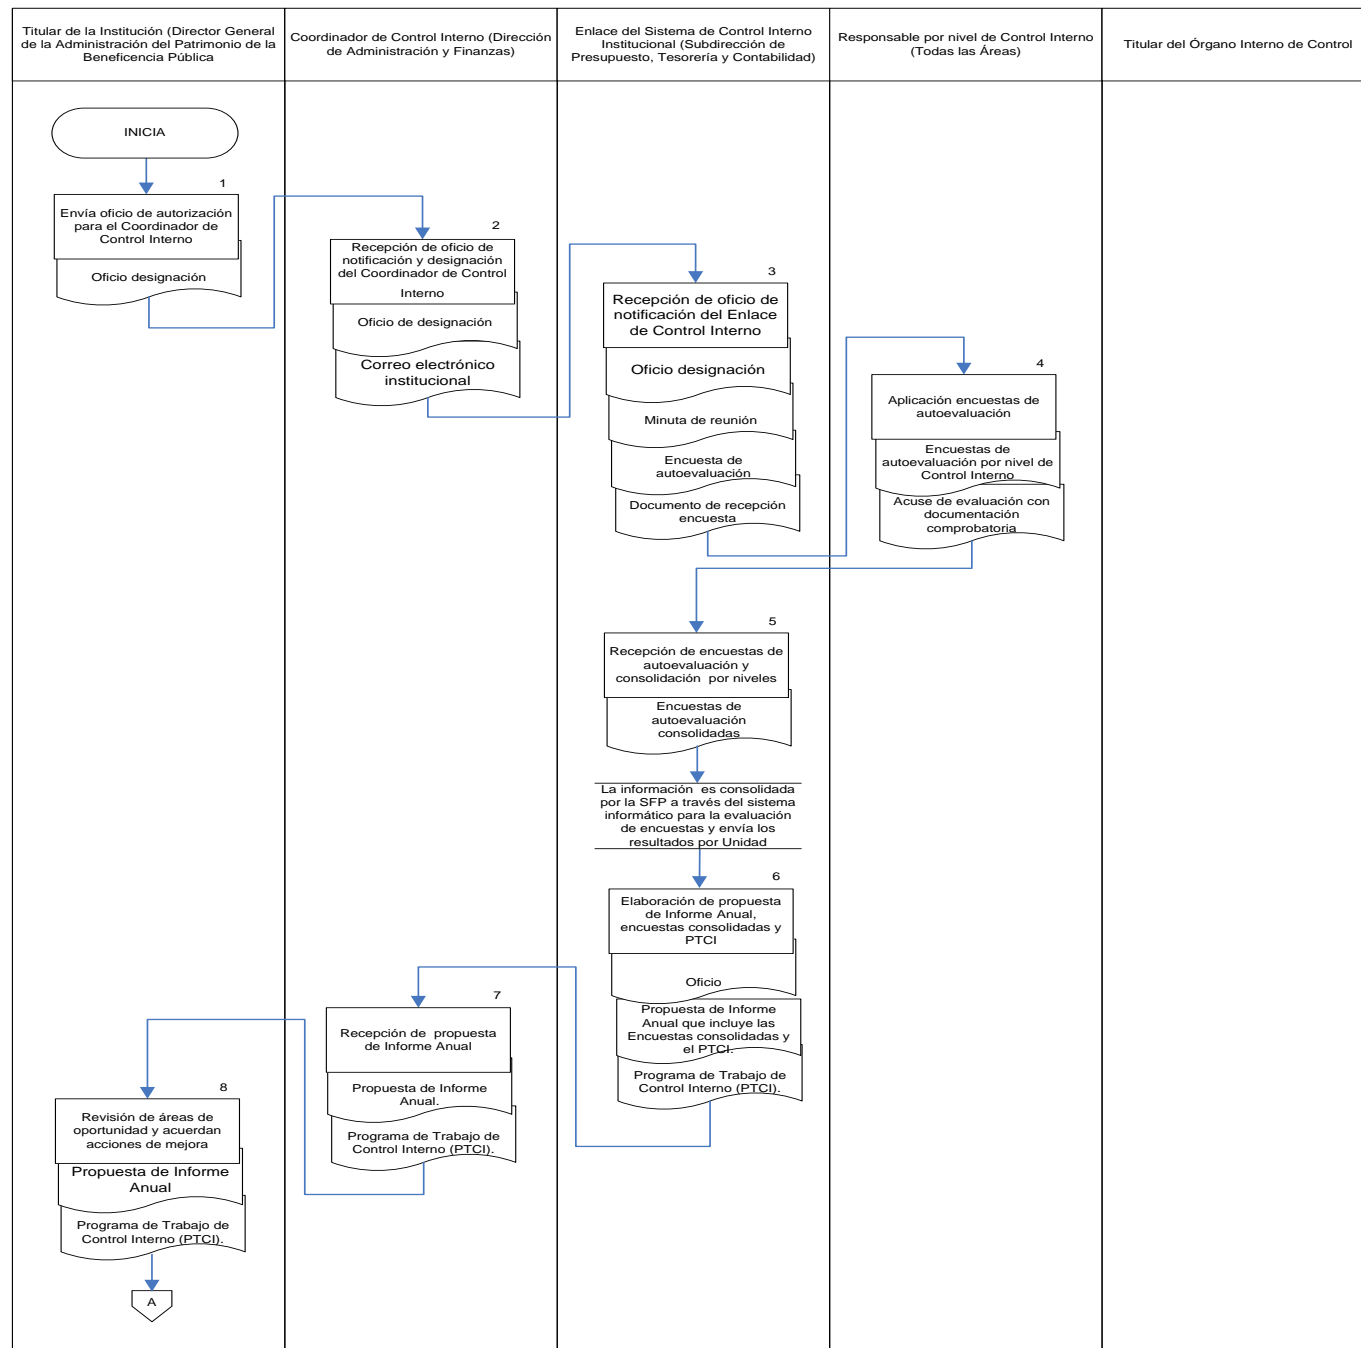 Titular de la Institución (Director General
de la Administración del Patrimonio de la
Beneficencia Pública
Coordinador de Control Interno (Dirección
de Administración y Finanzas)
Enlace del Sistema de Control Interno
Institucional (Subdirección de
Presupuesto, Tesorería y Contabilidad)
Responsable por nivel de Control Interno
(Todas las Áreas)
Titular del Órgano Interno de Control
INICIA
1
Envía oficio de autorización
para el Coordinador de
Control Interno
Oficio designación
2
Recepción de oficio de
notificación y designación
del Coordinador de Control
Interno
Oficio de designación
Correo electrónico
institucional
3
Recepción de oficio de
notificación del Enlace
de Control Interno
Oficio designación
Minuta de reunión
Encuesta de
autoevaluación
Documento de recepción
encuesta
4
Aplicación encuestas de
autoevaluación
Encuestas de
autoevaluación por nivel de
Control Interno
Acuse de evaluación con
documentación
comprobatoria
5
Recepción de encuestas de
autoevaluación y
consolidación por niveles
Encuestas de
autoevaluación
consolidadas
La información es consolidada
por la SFP a través del sistema
informático para la evaluación
de encuestas y envía los
resultados por Unidad
6
Elaboración de propuesta
de Informe Anual,
encuestas consolidadas y
PTCI
Oficio
Propuesta de Informe
Anual que incluye las
Encuestas consolidadas y
el PTCI.
Programa de Trabajo de
Control Interno (PTCI).
7
Recepción de propuesta
de Informe Anual
Propuesta de Informe
Anual.
Programa de Trabajo de
Control Interno (PTCI).
8
Revisión de áreas de
oportunidad y acuerdan
acciones de mejora
Propuesta de Informe
Anual
Programa de Trabajo de
Control Interno (PTCI).
A